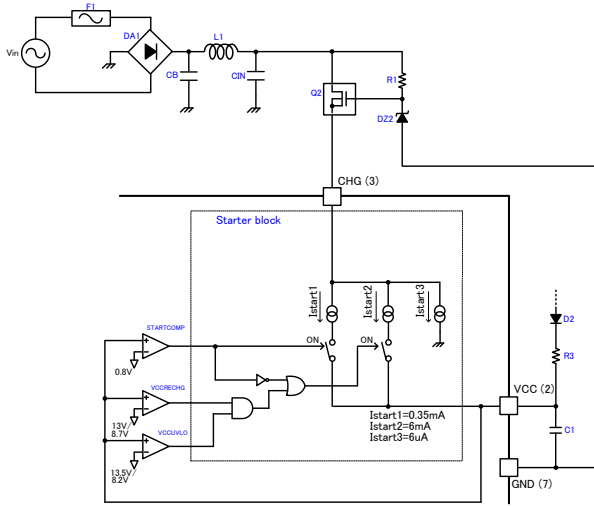 F1
Vin
DA1
L1
CB
CIN
Q2
R1
DZ2
CHG (3)
Starter block
Istart1
Istart2
Istart3
STARTCOMP
ON
ON
0.8V
D2
R3
VCCRECHG
VCC (2)
13V/
8.7V
Istart1=0.35mA
Istart2=6mA
Istart3=6uA
C1
VCCUVLO
13.5V/
8.2V
GND (7)